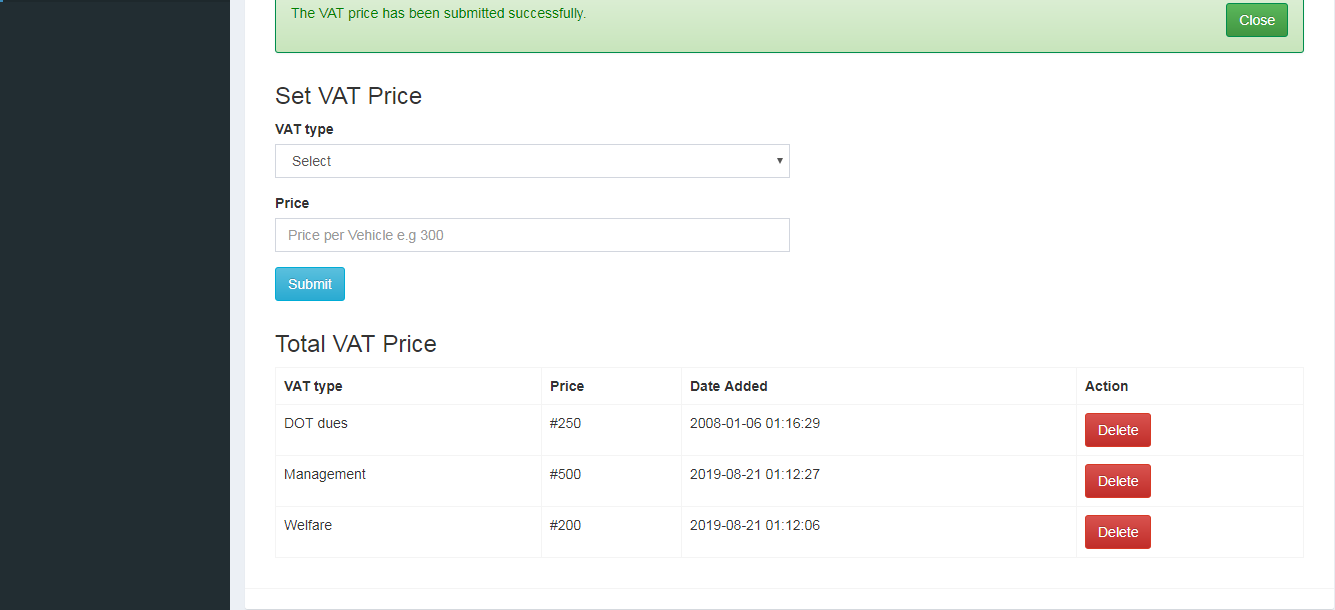 The VAT price has been submitted successfully.
Close
Set VAT Price
VAT type
Select
Price
Price per Vehicle e.g 300
Submit
Total VAT Price
VAT type Price Date Added Action
DOT dues #250 2008-01-06 01:16:29 Delete
Management #500 2019-08-21 01:12:27 Delete
Welfare #200 2019-08-21 01:12:06 Delete